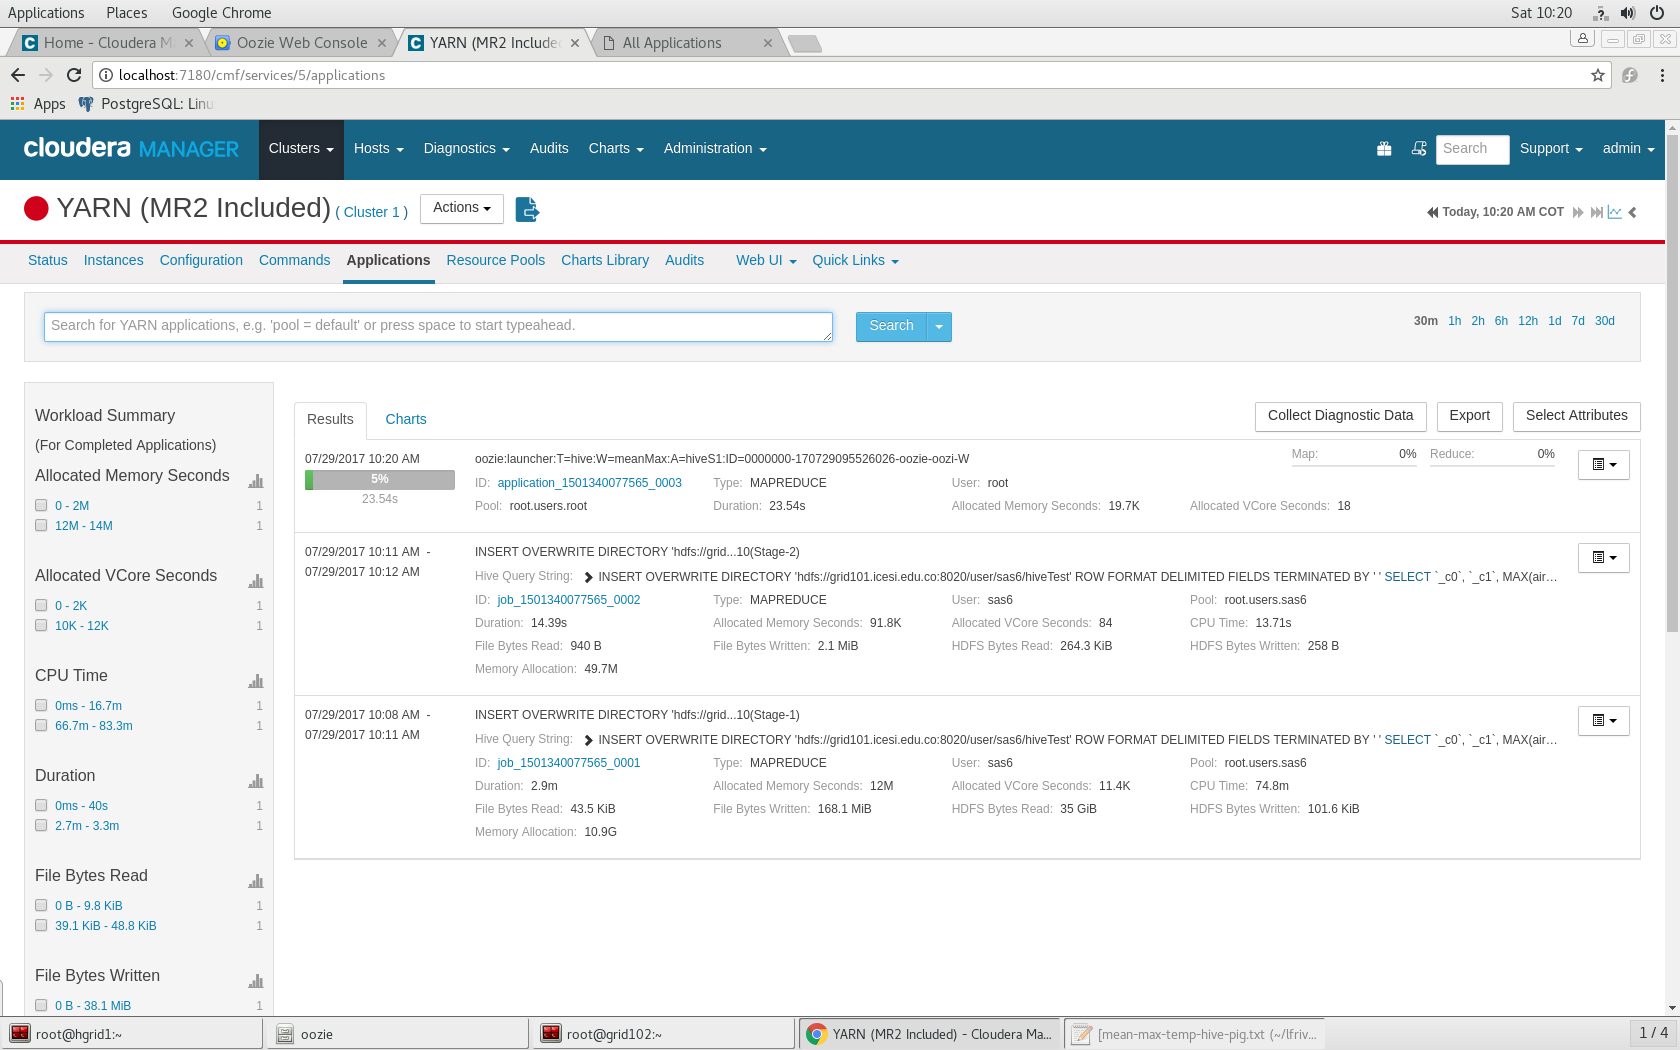 Applications Places Google Chrome Sat 10:20
Home - Cloudera M Oozie Web Console YARN (MR2 Include All Applications
localhost:7180/cmf/services/5/applications
Apps PostgreSQL: Linu
cloudera MANAGER Clusters Hosts Diagnostics Audits Charts Administration Search Support admin
YARN (MR2 Included) ( Cluster 1 ) Actions Today, 10:20 AM COT
Status Instances Configuration Commands Applications Resource Pools Charts Library Audits Web UI Quick Links
Search for YARN applications, e.g. 'pool = default' or press space to start typeahead. Search 30m 1h 2h 6h 12h 1d 7d 30d
Workload Summary
(For Completed Applications)
Allocated Memory Seconds
0 - 2M 1
12M - 14M 1
Allocated VCore Seconds
0 - 2K 1
10K - 12K 1
CPU Time
0ms - 16.7m 1
66.7m - 83.3m 1
Duration
0ms - 40s 1
2.7m - 3.3m 1
File Bytes Read
0 B - 9.8 KiB 1
39.1 KiB - 48.8 KiB 1
File Bytes Written
0 B - 38.1 MiB 1
Results Charts Collect Diagnostic Data Export Select Attributes
07/29/2017 10:20 AM oozie:launcher:T=hive:W=meanMax:A=hiveS1:ID=0000000-170729095526026-oozie-oozi-W Map: 0% Reduce: 0%
5% ID: application_1501340077565_0003 Type: MAPREDUCE User: root
23.54s Pool: root.users.root Duration: 23.54s Allocated Memory Seconds: 19.7K Allocated VCore Seconds: 18
07/29/2017 10:11 AM - INSERT OVERWRITE DIRECTORY 'hdfs://grid...10(Stage-2)
07/29/2017 10:12 AM Hive Query String: INSERT OVERWRITE DIRECTORY 'hdfs://grid101.icesi.edu.co:8020/user/sas6/hiveTest' ROW FORMAT DELIMITED FIELDS TERMINATED BY ' ' SELECT `_c0`, `_c1`, MAX(air…
ID: job_1501340077565_0002 Type: MAPREDUCE User: sas6 Pool: root.users.sas6
Duration: 14.39s Allocated Memory Seconds: 91.8K Allocated VCore Seconds: 84 CPU Time: 13.71s
File Bytes Read: 940 B File Bytes Written: 2.1 MiB HDFS Bytes Read: 264.3 KiB HDFS Bytes Written: 258 B
Memory Allocation: 49.7M
07/29/2017 10:08 AM - INSERT OVERWRITE DIRECTORY 'hdfs://grid...10(Stage-1)
07/29/2017 10:11 AM Hive Query String: INSERT OVERWRITE DIRECTORY 'hdfs://grid101.icesi.edu.co:8020/user/sas6/hiveTest' ROW FORMAT DELIMITED FIELDS TERMINATED BY ' ' SELECT `_c0`, `_c1`, MAX(air…
ID: job_1501340077565_0001 Type: MAPREDUCE User: sas6 Pool: root.users.sas6
Duration: 2.9m Allocated Memory Seconds: 12M Allocated VCore Seconds: 11.4K CPU Time: 74.8m
File Bytes Read: 43.5 KiB File Bytes Written: 168.1 MiB HDFS Bytes Read: 35 GiB HDFS Bytes Written: 101.6 KiB
Memory Allocation: 10.9G
root@hgrid1:~ oozie root@grid102:~ YARN (MR2 Included) - Cloudera Ma... [mean-max-temp-hive-pig.txt (~/lfriv... 1 / 4